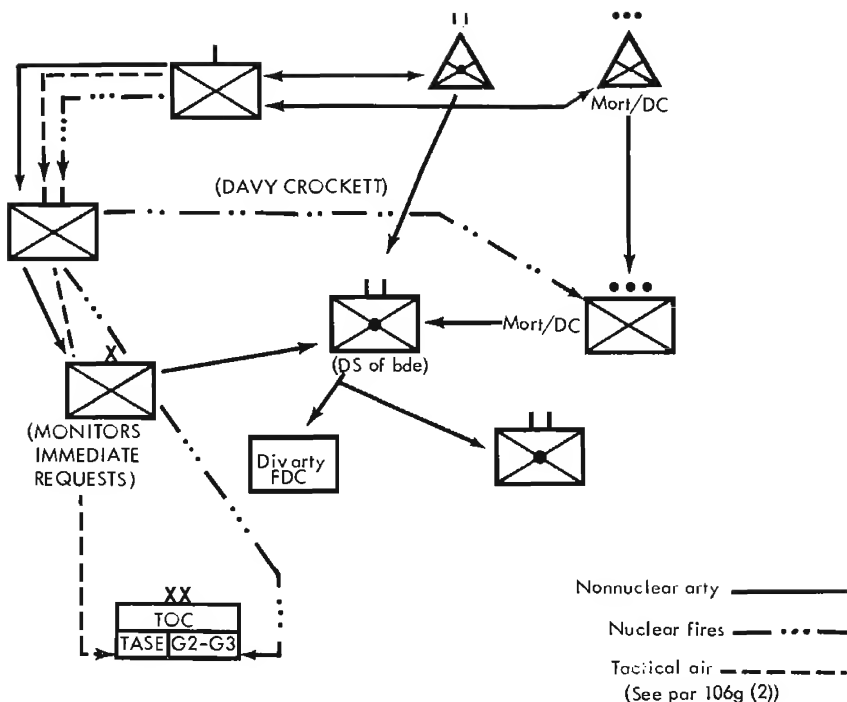 Mort/DC
(DAVY CROCKETT)
Mort/DC
(DS of bde)
X
(MONITORS
IMMEDIATE
REQUESTS)
Divarty
FDC
XX
TOC
TASE G2-G3
Nonnuclear arty
Nuclear fires
Tactical air
(See par 106g (2))